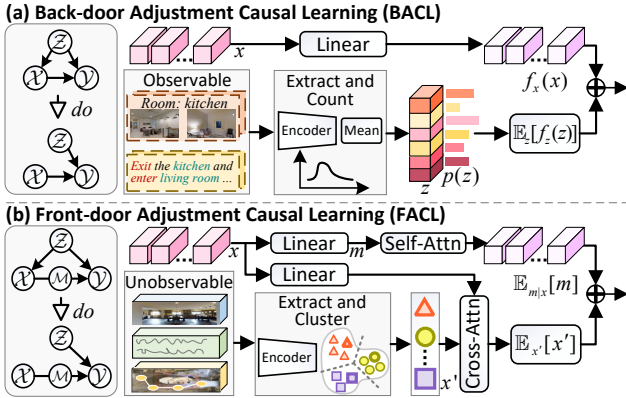 (a) Back-door Adjustment Causal Learning (BACL)
𝒵
𝒳
𝒴
do
𝒵
𝒳
𝒴
x
Linear
f_x(x)
Observable
Room: kitchen
Exit the kitchen and
enter living room ...
Extract and
Count
Encoder
Mean
z
p(z)
𝔼_z[f_z(z)]
(b) Front-door Adjustment Causal Learning (FACL)
𝒵
𝒳
ℳ
𝒴
do
𝒵
𝒳
ℳ
𝒴
x
Linear
m
Self-Attn
Linear
𝔼_{m|x}[m]
Unobservable
Extract and
Cluster
Encoder
x'
Cross-Attn
𝔼_{x'}[x']